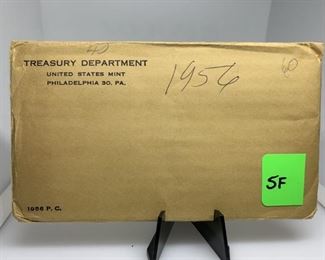 40
TREASURY DEPARTMENT
UNITED STATES MINT
PHILADELPHIA 30, PA.
1956
60
5F
1956 P. C.